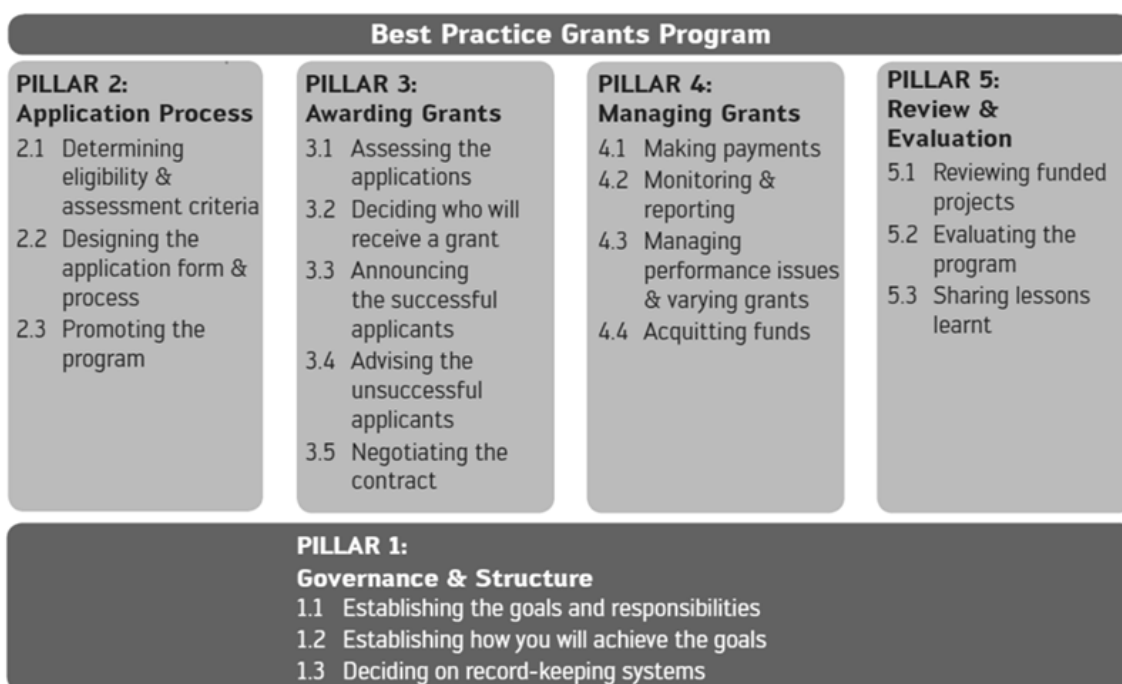 Best Practice Grants Program
PILLAR 2:
Application Process
2.1 Determining
eligibility &
assessment criteria
2.2 Designing the
application form &
process
2.3 Promoting the
program
PILLAR 3:
Awarding Grants
3.1 Assessing the
applications
3.2 Deciding who will
receive a grant
3.3 Announcing
the successful
applicants
3.4 Advising the
unsuccessful
applicants
3.5 Negotiating the
contract
PILLAR 4:
Managing Grants
4.1 Making payments
4.2 Monitoring &
reporting
4.3 Managing
performance issues
& varying grants
4.4 Acquitting funds
PILLAR 5:
Review &
Evaluation
5.1 Reviewing funded
projects
5.2 Evaluating the
program
5.3 Sharing lessons
learnt
PILLAR 1:
Governance & Structure
1.1 Establishing the goals and responsibilities
1.2 Establishing how you will achieve the goals
1.3 Deciding on record-keeping systems